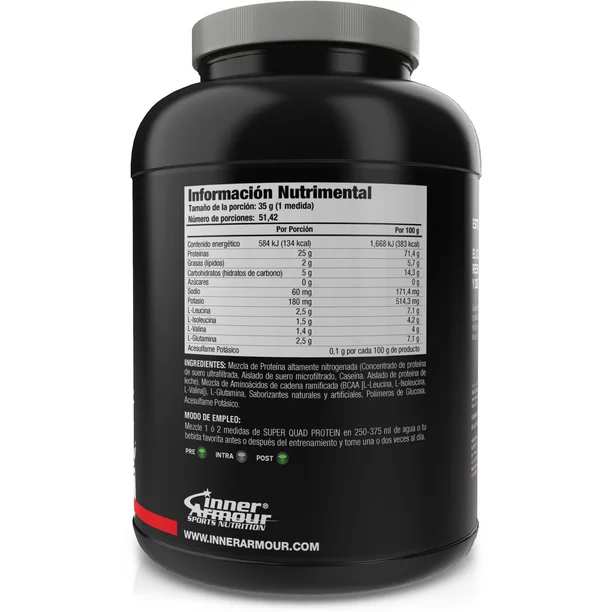 Información Nutrimental
Tamaño de la porción: 35 g (1 medida)
Número de porciones: 51,42
Por Porción Por 100 g
Contenido energético 584 kJ (134 kcal) 1,668 kJ (383 kcal)
Proteínas 25 g 71,4 g
Grasas (lípidos) 2 g 5,7 g
Carbohidratos (hidratos de carbono) 5 g 14,3 g
Azúcares 0 g 0 g
Sodio 60 mg 171,4 mg
Potasio 180 mg 514,3 mg
L-Leucina 2,5 g 7,1 g
L-Isoleucina 1,5 g 4,2 g
L-Valina 1,4 g 4 g
L-Glutamina 2,5 g 7,1 g
Acesulfame Potásico 0,1 g por cada 100 g de producto
INGREDIENTES: Mezcla de Proteína altamente nitrogenada (Concentrado de proteína
de suero ultrafiltrada, Aislado de suero microfiltrado, Caseína, Aislado de proteína de
leche), Mezcla de Aminoácidos de cadena ramificada (BCAA [L-Leucina, L-Isoleucina,
L-Valina]), L-Glutamina, Saborizantes naturales y artificiales, Polímeros de Glucosa,
Acesulfame Potásico.
MODO DE EMPLEO:
Mezcle 1 ó 2 medidas de SUPER QUAD PROTEIN en 250-375 ml de agua o tu
bebida favorita antes o después del entrenamiento y tome una o dos veces al día.
PRE INTRA POST
inner
ARMOUR®
SPORTS NUTRITION
WWW.INNERARMOUR.COM